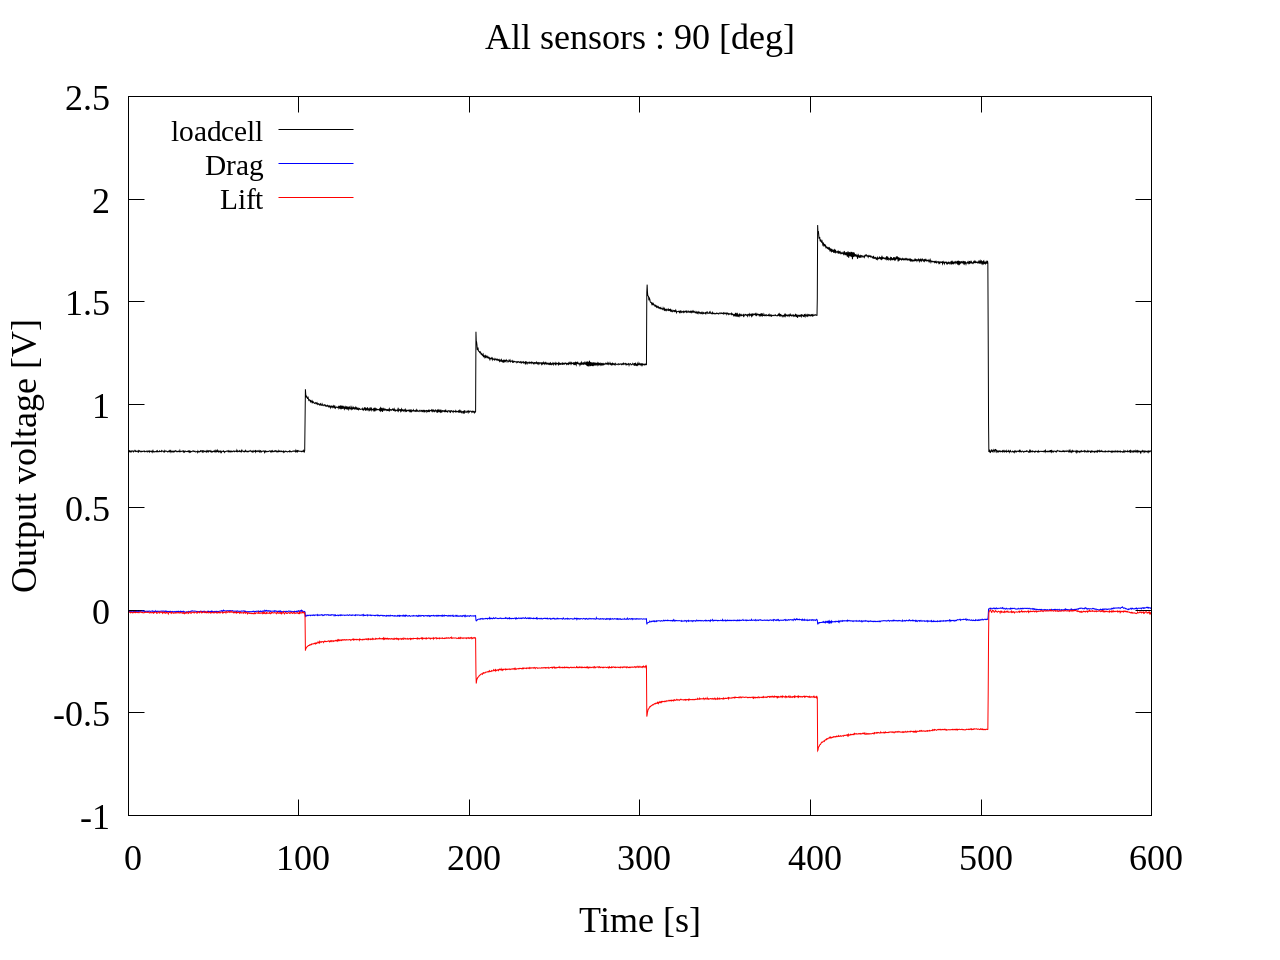 All sensors : 90 [deg]
2.5
2
1.5
1
0.5
0
-0.5
-1
loadcell
Drag
Lift
Output voltage [V]
0 100 200 300 400 500 600
Time [s]